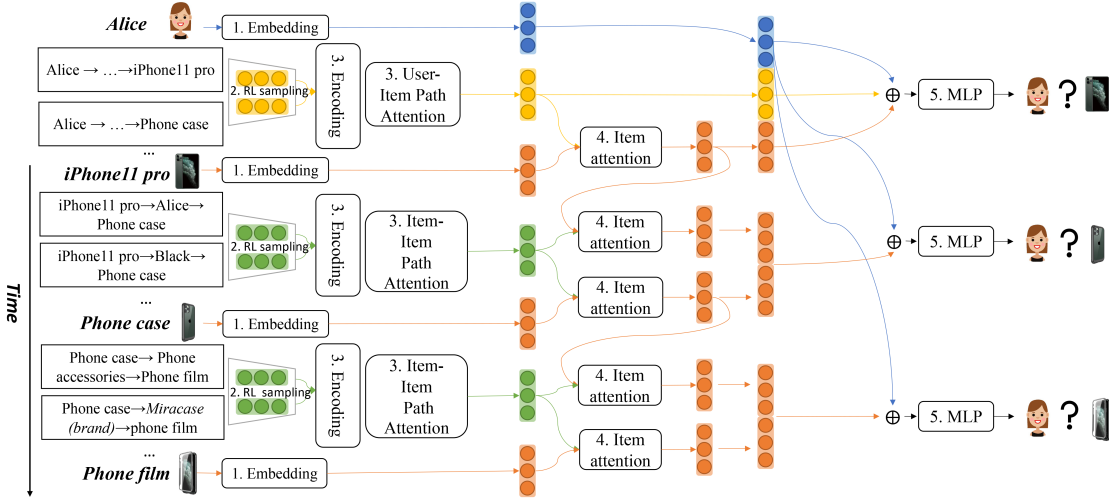 Alice
1. Embedding
Alice → …→iPhone11 pro
Alice → …→Phone case
...
2. RL sampling
3. Encoding
3. User-
Item Path
Attention
4. Item
attention
5. MLP
?
iPhone11 pro
1. Embedding
iPhone11 pro→Alice→
Phone case
iPhone11 pro→Black→
Phone case
...
2. RL sampling
3. Encoding
3. Item-
Item
Path
Attention
4. Item
attention
4. Item
attention
5. MLP
?
Time
Phone case
1. Embedding
Phone case→ Phone
accessories→Phone film
Phone case→Miracase
(brand)→phone film
...
2. RL sampling
3. Encoding
3. Item-
Item
Path
Attention
4. Item
attention
4. Item
attention
5. MLP
?
Phone film
1. Embedding